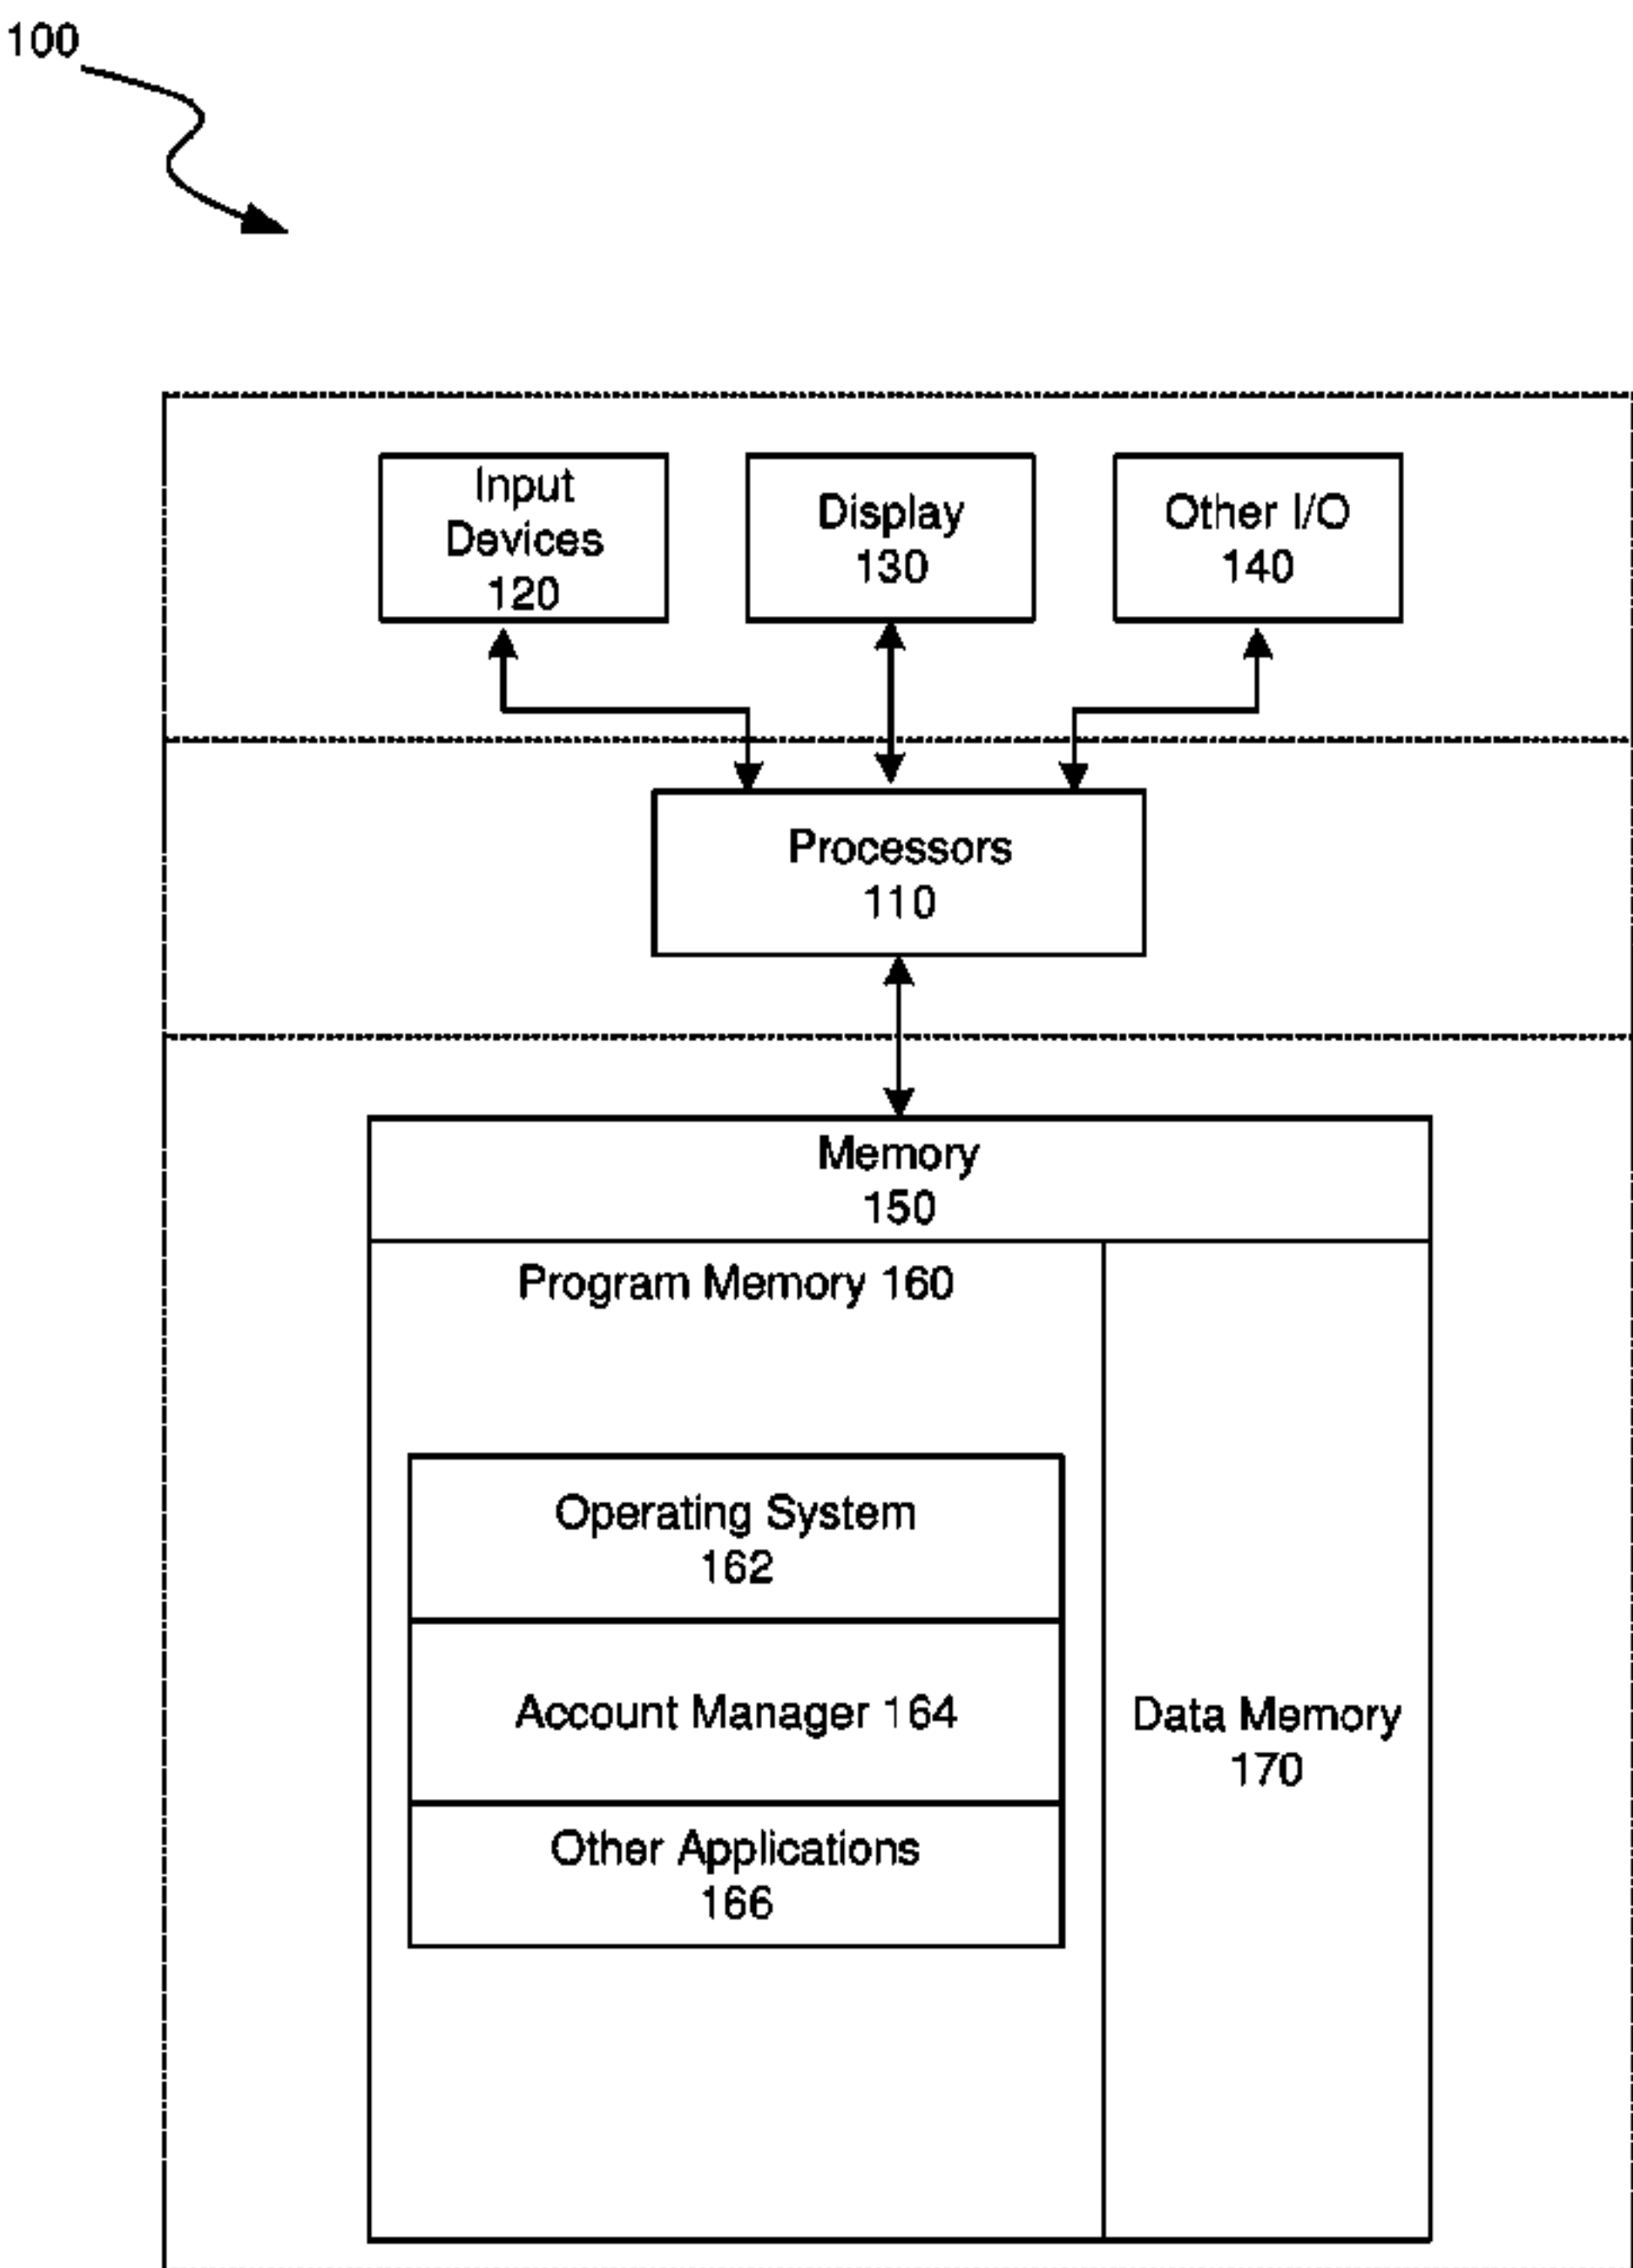 100
Input
Devices
120
Display
130
Other I/O
140
Processors
110
Memory
150
Program Memory 160
Operating System
162
Account Manager 164
Other Applications
166
Data Memory
170